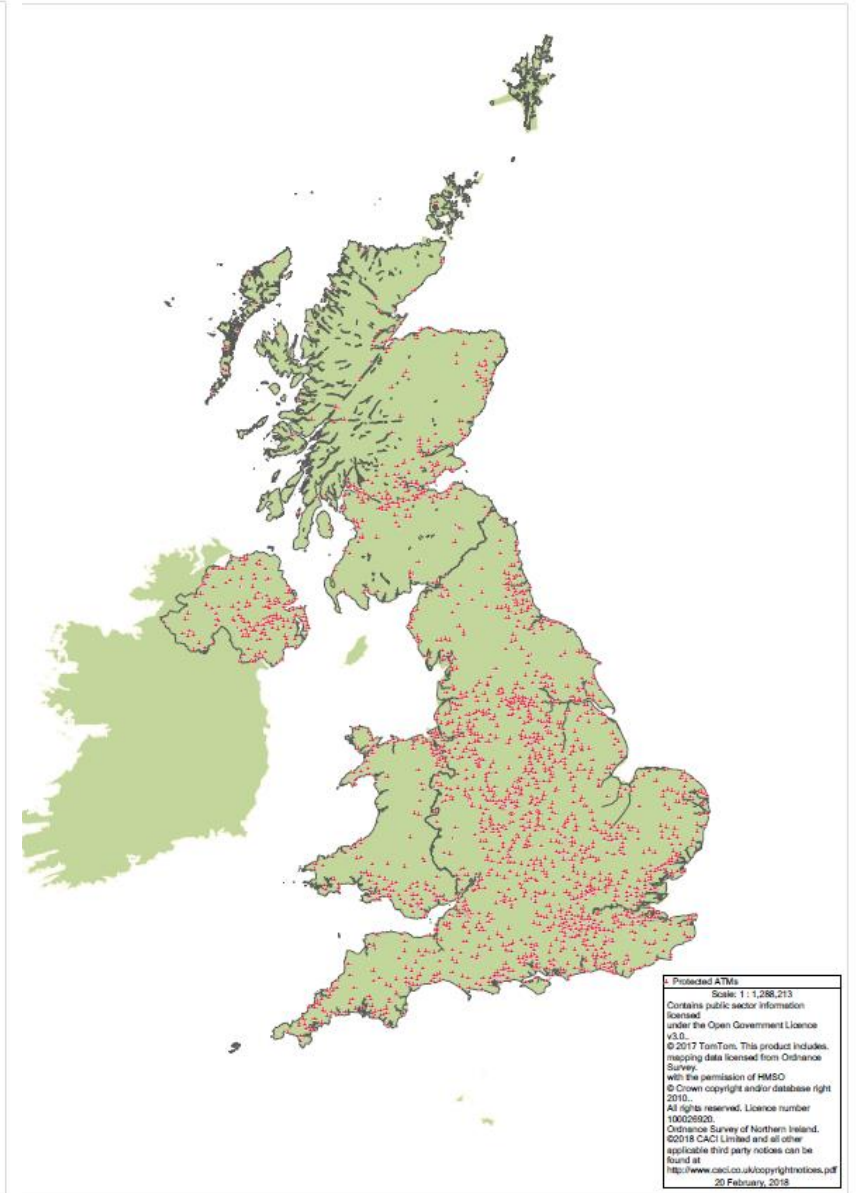 Protected ATMs
Scale: 1 : 1,288,213
Contains public sector information
licensed
under the Open Government Licence
v3.0..
© 2017 TomTom. This product includes.
mapping data licensed from Ordnance
Survey.
with the permission of HMSO
© Crown copyright and/or database right
2010..
All rights reserved. Licence number
100026920.
Ordnance Survey of Northern Ireland.
©2018 CACI Limited and all other
applicable third party notices can be
found at
http://www.caci.co.uk/copyrightnotices.pdf
20 February, 2018